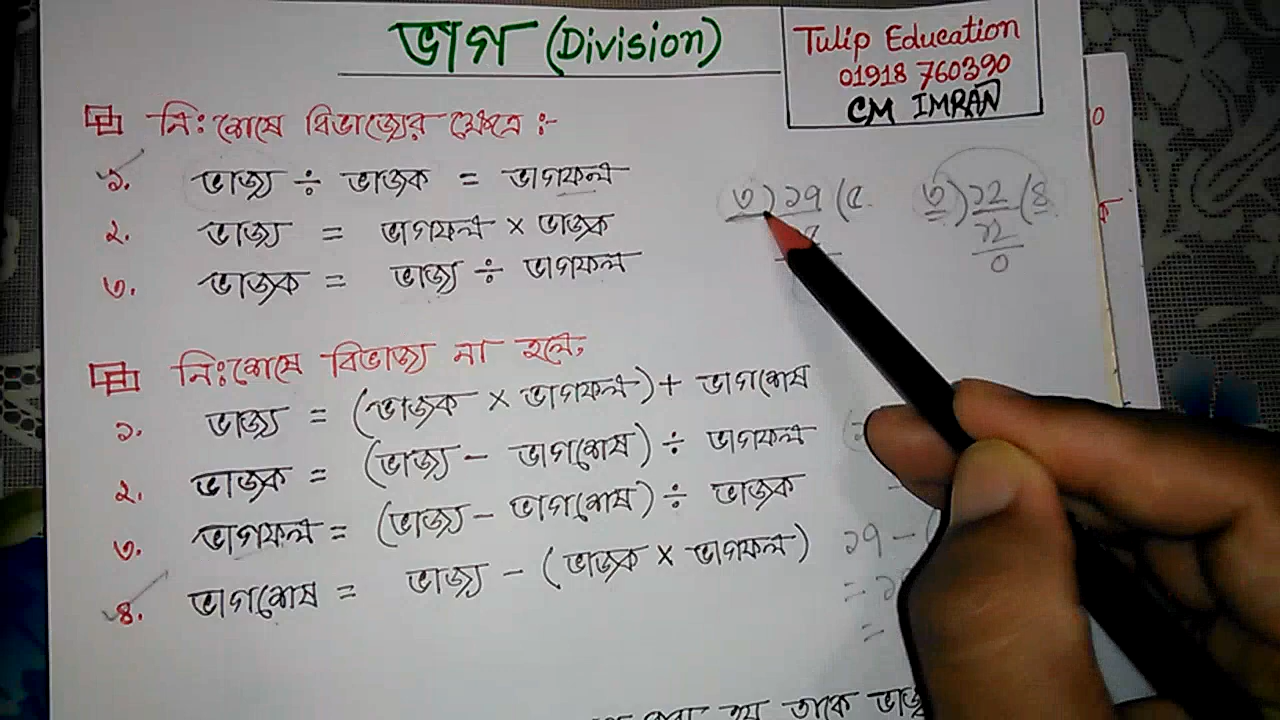 ভাগ (Division)
Tulip Education
01918 760390
CM IMRAN
নিঃশেষে বিভাজ্যের ক্ষেত্রে :-
১. ভাজ্য ÷ ভাজক = ভাগফল
২. ভাজ্য = ভাগফল × ভাজক
৩. ভাজক = ভাজ্য ÷ ভাগফল
৩) ১৭ (৫
৩) ১২ (৪
১২
০
নিঃশেষে বিভাজ্য না হলে,
১. ভাজ্য = (ভাজক × ভাগফল) + ভাগশেষ
২. ভাজক = (ভাজ্য - ভাগশেষ) ÷ ভাগফল
৩. ভাগফল = (ভাজ্য - ভাগশেষ) ÷ ভাজক
৪. ভাগশেষ = ভাজ্য - (ভাজক × ভাগফল)
১৭ - (
=
=
হয় তাকে